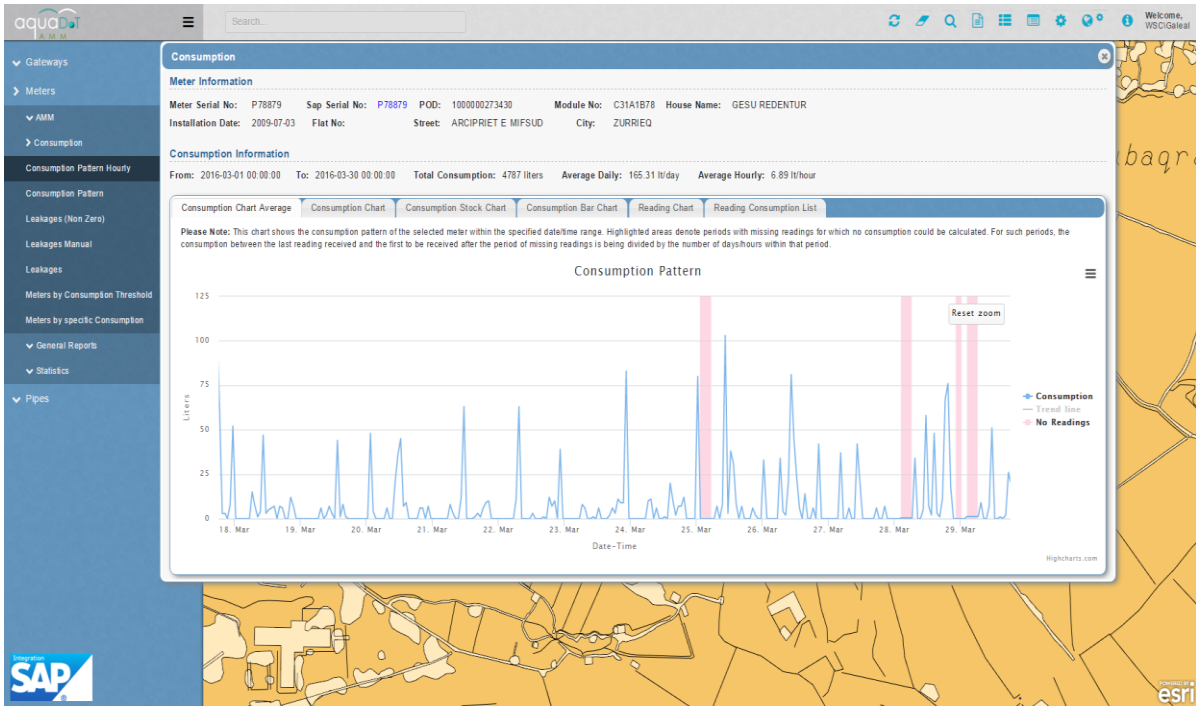 aquaDoT
AMM
Search...
Welcome,
WSC\Galeal
Gateways
Meters
AMM
Consumption
Consumption Pattern Hourly
Consumption Pattern
Leakages (Non Zero)
Leakages Manual
Leakages
Meters by Consumption Threshold
Meters by specific Consumption
General Reports
Statistics
Pipes
Integration
SAP
®
Consumption
Meter Information
Meter Serial No: P78879 Sap Serial No: P78879 POD: 1000000273430 Module No: C31A1B78 House Name: GESU REDENTUR
Installation Date: 2009-07-03 Flat No: Street: ARCIPRIET E MIFSUD City: ZURRIEQ
Consumption Information
From: 2016-03-01 00:00:00 To: 2016-03-30 00:00:00 Total Consumption: 4787 liters Average Daily: 165.31 lt/day Average Hourly: 6.89 lt/hour
Consumption Chart Average Consumption Chart Consumption Stock Chart Consumption Bar Chart Reading Chart Reading Consumption List
Please Note: This chart shows the consumption pattern of the selected meter within the specified date/time range. Highlighted areas denote periods with missing readings for which no consumption could be calculated. For such periods, the
consumption between the last reading received and the first to be received after the period of missing readings is being divided by the number of days/hours within that period.
Consumption Pattern
Reset zoom
125
100
75
50
25
0
Liters
18. Mar 19. Mar 20. Mar 21. Mar 22. Mar 23. Mar 24. Mar 25. Mar 26. Mar 27. Mar 28. Mar 29. Mar
Date-Time
Consumption
Trend line
No Readings
Highcharts.com
baqr
POWERED BY
esri